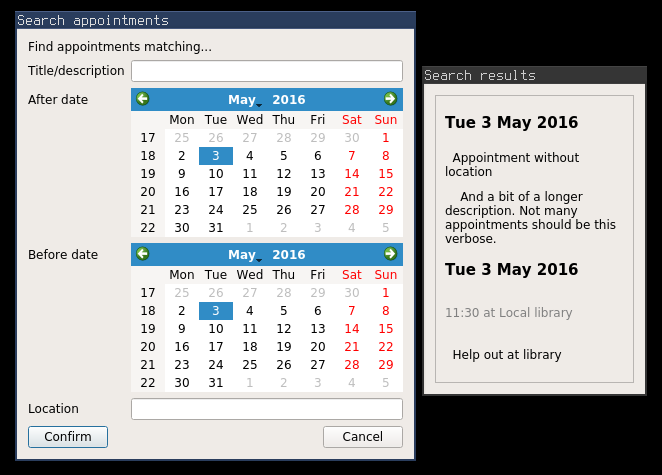 Search appointments
Find appointments matching...
Title/description
After date
May 2016
Mon Tue Wed Thu Fri Sat Sun
17 25 26 27 28 29 30 1
18 2 3 4 5 6 7 8
19 9 10 11 12 13 14 15
20 16 17 18 19 20 21 22
21 23 24 25 26 27 28 29
22 30 31 1 2 3 4 5
Before date
May 2016
Mon Tue Wed Thu Fri Sat Sun
17 25 26 27 28 29 30 1
18 2 3 4 5 6 7 8
19 9 10 11 12 13 14 15
20 16 17 18 19 20 21 22
21 23 24 25 26 27 28 29
22 30 31 1 2 3 4 5
Location
Confirm Cancel
Search results
Tue 3 May 2016
Appointment without
location
And a bit of a longer
description. Not many
appointments should be this
verbose.
Tue 3 May 2016
11:30 at Local library
Help out at library